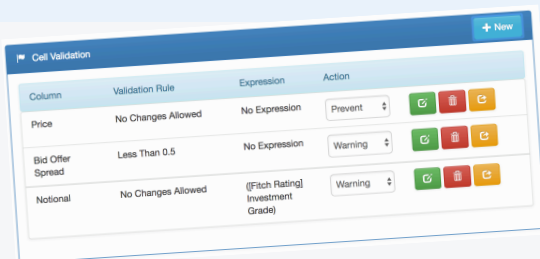 Cell Validation
New
Column Validation Rule Expression Action
Price No Changes Allowed No Expression Prevent
Bid Offer
Spread Less Than 0.5 No Expression Warning
Notional No Changes Allowed ([Fitch Rating]
Investment
Grade) Warning